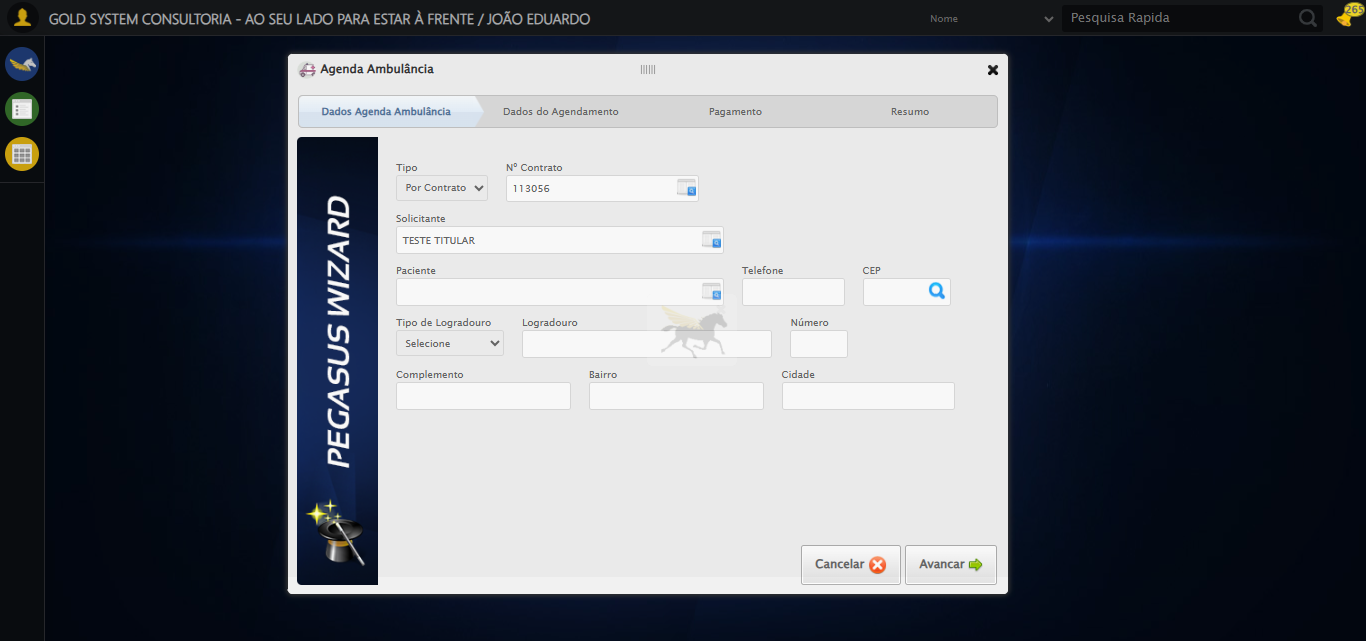 GOLD SYSTEM CONSULTORIA - AO SEU LADO PARA ESTAR À FRENTE / JOÃO EDUARDO
Nome
Pesquisa Rapida
265
Agenda Ambulância
Dados Agenda Ambulância
Dados do Agendamento
Pagamento
Resumo
PEGASUS WIZARD
Tipo
Nº Contrato
Por Contrato
113056
Solicitante
TESTE TITULAR
Paciente
Telefone
CEP
Tipo de Logradouro
Logradouro
Número
Selecione
Complemento
Bairro
Cidade
Cancelar
Avancar